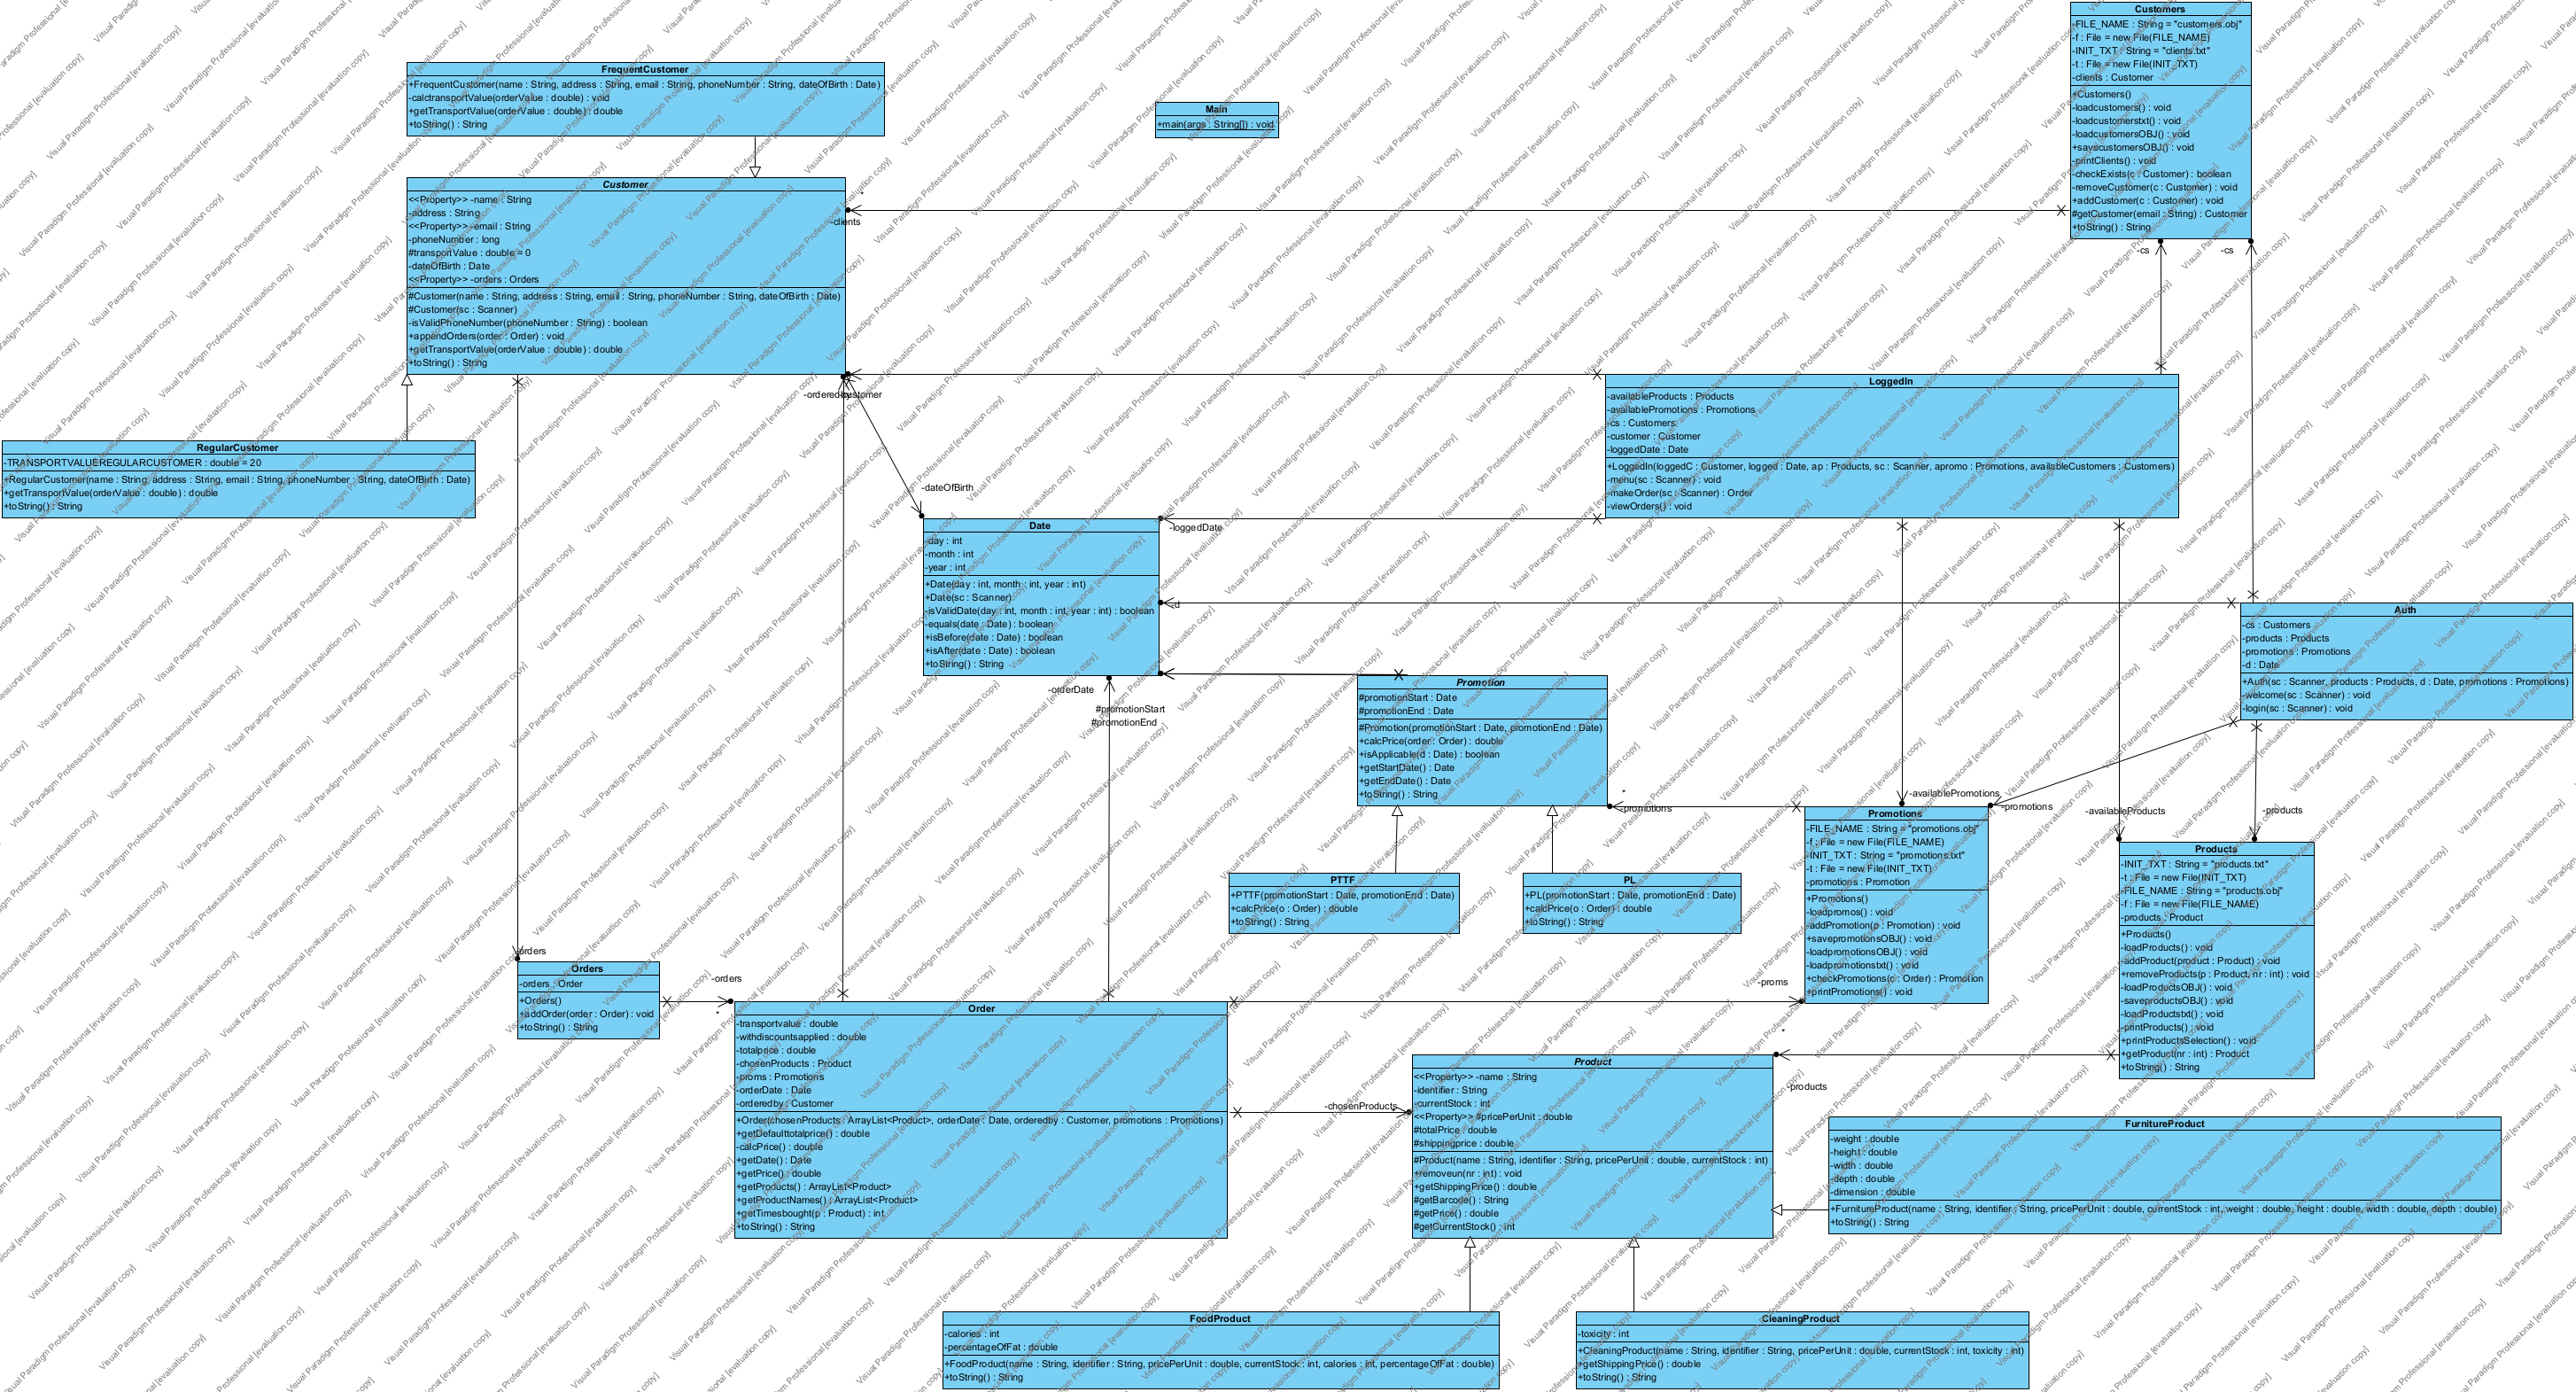 Customers
-FILE_NAME : String = "customers.obj"
-f : File = new File(FILE_NAME)
-INIT_TXT : String = "clients.txt"
-t : File = new File(INIT_TXT)
-clients : Customer
+Customers()
-loadcustomers() : void
-loadcustomerstxt() : void
-loadcustomersOBJ() : void
+savecustomersOBJ() : void
-printClients() : void
-checkExists(c : Customer) : boolean
-removeCustomer(c : Customer) : void
+addCustomer(c : Customer) : void
#getCustomer(email : String) : Customer
+toString() : String
FrequentCustomer
+FrequentCustomer(name : String, address : String, email : String, phoneNumber : String, dateOfBirth : Date)
-calctransportValue(orderValue : double) : void
+getTransportValue(orderValue : double) : double
+toString() : String
Main
+main(args : String[]) : void
Customer
<<Property>> -name : String
-address : String
<<Property>> -email : String
-phoneNumber : long
#transportValue : double = 0
-dateOfBirth : Date
<<Property>> -orders : Orders
#Customer(name : String, address : String, email : String, phoneNumber : String, dateOfBirth : Date)
#Customer(sc : Scanner)
-isValidPhoneNumber(phoneNumber : String) : boolean
+appendOrders(order : Order) : void
+getTransportValue(orderValue : double) : double
+toString() : String
*
-clients
-cs
-cs
-orderedby
-customer
LoggedIn
-availableProducts : Products
-availablePromotions : Promotions
-cs : Customers
-customer : Customer
-loggedDate : Date
+LoggedIn(loggedC : Customer, logged : Date, ap : Products, sc : Scanner, apromo : Promotions, availableCustomers : Customers)
-menu(sc : Scanner) : void
-makeOrder(sc : Scanner) : Order
-viewOrders() : void
RegularCustomer
-TRANSPORTVALUEREGULARCUSTOMER : double = 20
+RegularCustomer(name : String, address : String, email : String, phoneNumber : String, dateOfBirth : Date)
+getTransportValue(orderValue : double) : double
+toString() : String
-dateOfBirth
-loggedDate
-d
Date
-day : int
-month : int
-year : int
+Date(day : int, month : int, year : int)
+Date(sc : Scanner)
-isValidDate(day : int, month : int, year : int) : boolean
-equals(date : Date) : boolean
+isBefore(date : Date) : boolean
+isAfter(date : Date) : boolean
+toString() : String
Auth
-cs : Customers
-products : Products
-promotions : Promotions
-d : Date
+Auth(sc : Scanner, products : Products, d : Date, promotions : Promotions)
-welcome(sc : Scanner) : void
-login(sc : Scanner) : void
-orderDate
#promotionStart
#promotionEnd
Promotion
#promotionStart : Date
#promotionEnd : Date
#Promotion(promotionStart : Date, promotionEnd : Date)
+calcPrice(order : Order) : double
+isApplicable(d : Date) : boolean
+getStartDate() : Date
+getEndDate() : Date
+toString() : String
*
-promotions
-availablePromotions
-promotions
-availableProducts
-products
Promotions
-FILE_NAME : String = "promotions.obj"
-f : File = new File(FILE_NAME)
-INIT_TXT : String = "promotions.txt"
-t : File = new File(INIT_TXT)
-promotions : Promotion
+Promotions()
-loadpromos() : void
-addPromotion(p : Promotion) : void
+savepromotionsOBJ() : void
-loadpromotionsOBJ() : void
-loadpromotionstxt() : void
+checkPromotions(c : Order) : Promotion
+printPromotions() : void
Products
-INIT_TXT : String = "products.txt"
-t : File = new File(INIT_TXT)
-FILE_NAME : String = "products.obj"
-f : File = new File(FILE_NAME)
-products : Product
+Products()
-loadProducts() : void
-addProduct(product : Product) : void
+removeProducts(p : Product, nr : int) : void
-loadProductsOBJ() : void
-saveproductsOBJ() : void
-loadProductstxt() : void
-printProducts() : void
+printProductsSelection() : void
+getProduct(nr : int) : Product
+toString() : String
PTTF
+PTTF(promotionStart : Date, promotionEnd : Date)
+calcPrice(o : Order) : double
+toString() : String
PL
+PL(promotionStart : Date, promotionEnd : Date)
+calcPrice(o : Order) : double
+toString() : String
-orders
Orders
-orders : Order
+Orders()
+addOrder(order : Order) : void
+toString() : String
-orders
*
-proms
Order
-transportvalue : double
-withdiscountsapplied : double
-totalprice : double
-chosenProducts : Product
-proms : Promotions
-orderDate : Date
-orderedby : Customer
+Order(chosenProducts : ArrayList<Product>, orderDate : Date, orderedby : Customer, promotions : Promotions)
+getDefaulttotalprice() : double
-calcPrice() : double
+getDate() : Date
+getPrice() : double
+getProducts() : ArrayList<Product>
+getProductNames() : ArrayList<Product>
+getTimesbought(p : Product) : int
+toString() : String
-chosenProducts
*
-products
Product
<<Property>> -name : String
-identifier : String
-currentStock : int
<<Property>> #pricePerUnit : double
#totalPrice : double
#shippingprice : double
#Product(name : String, identifier : String, pricePerUnit : double, currentStock : int)
+removeun(nr : int) : void
+getShippingPrice() : double
#getBarcode() : String
#getPrice() : double
#getCurrentStock() : int
FurnitureProduct
-weight : double
-height : double
-width : double
-depth : double
-dimension : double
+FurnitureProduct(name : String, identifier : String, pricePerUnit : double, currentStock : int, weight : double, height : double, width : double, depth : double)
+toString() : String
FoodProduct
-calories : int
-percentageOfFat : double
+FoodProduct(name : String, identifier : String, pricePerUnit : double, currentStock : int, calories : int, percentageOfFat : double)
+toString() : String
CleaningProduct
-toxicity : int
+CleaningProduct(name : String, identifier : String, pricePerUnit : double, currentStock : int, toxicity : int)
+getShippingPrice() : double
+toString() : String
Visual Paradigm Professional [evaluation copy]